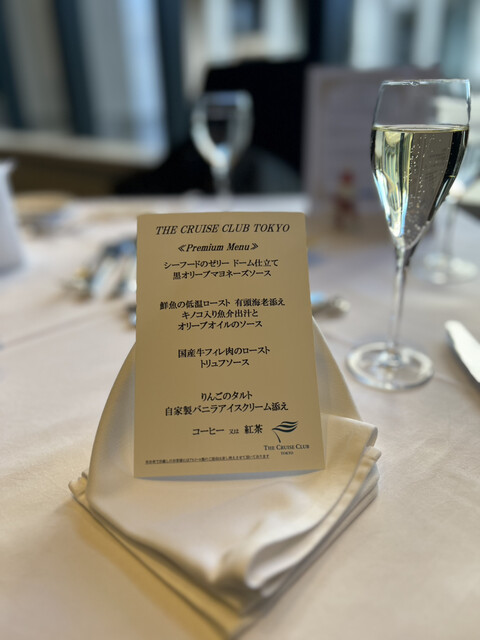 THE CRUISE CLUB TOKYO
≪Premium Menu≫
シーフードのゼリー ドーム仕立て
黒オリーブマヨネーズソース
鮮魚の低温ロースト 有頭海老添え
キノコ入り魚介出汁と
オリーブオイルのソース
国産牛フィレ肉のロースト
トリュフソース
りんごのタルト
自家製バニラアイスクリーム添え
コーヒー 又は 紅茶
THE CRUISE CLUB
TOKYO